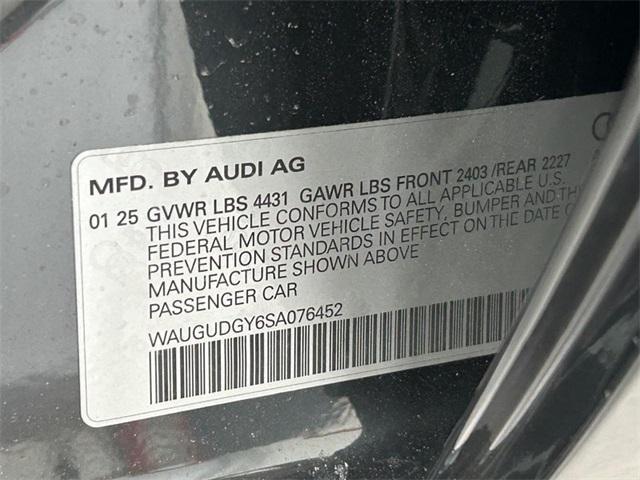 MFD. BY AUDI AG
01 25 GVWR LBS 4431 GAWR LBS FRONT 2403 /REAR 2227
THIS VEHICLE CONFORMS TO ALL APPLICABLE U.S.
FEDERAL MOTOR VEHICLE SAFETY, BUMPER AND
PREVENTION STANDARDS IN EFFECT ON THE DATE
MANUFACTURE SHOWN ABOVE
PASSENGER CAR
WAUGUDGY6SA076452